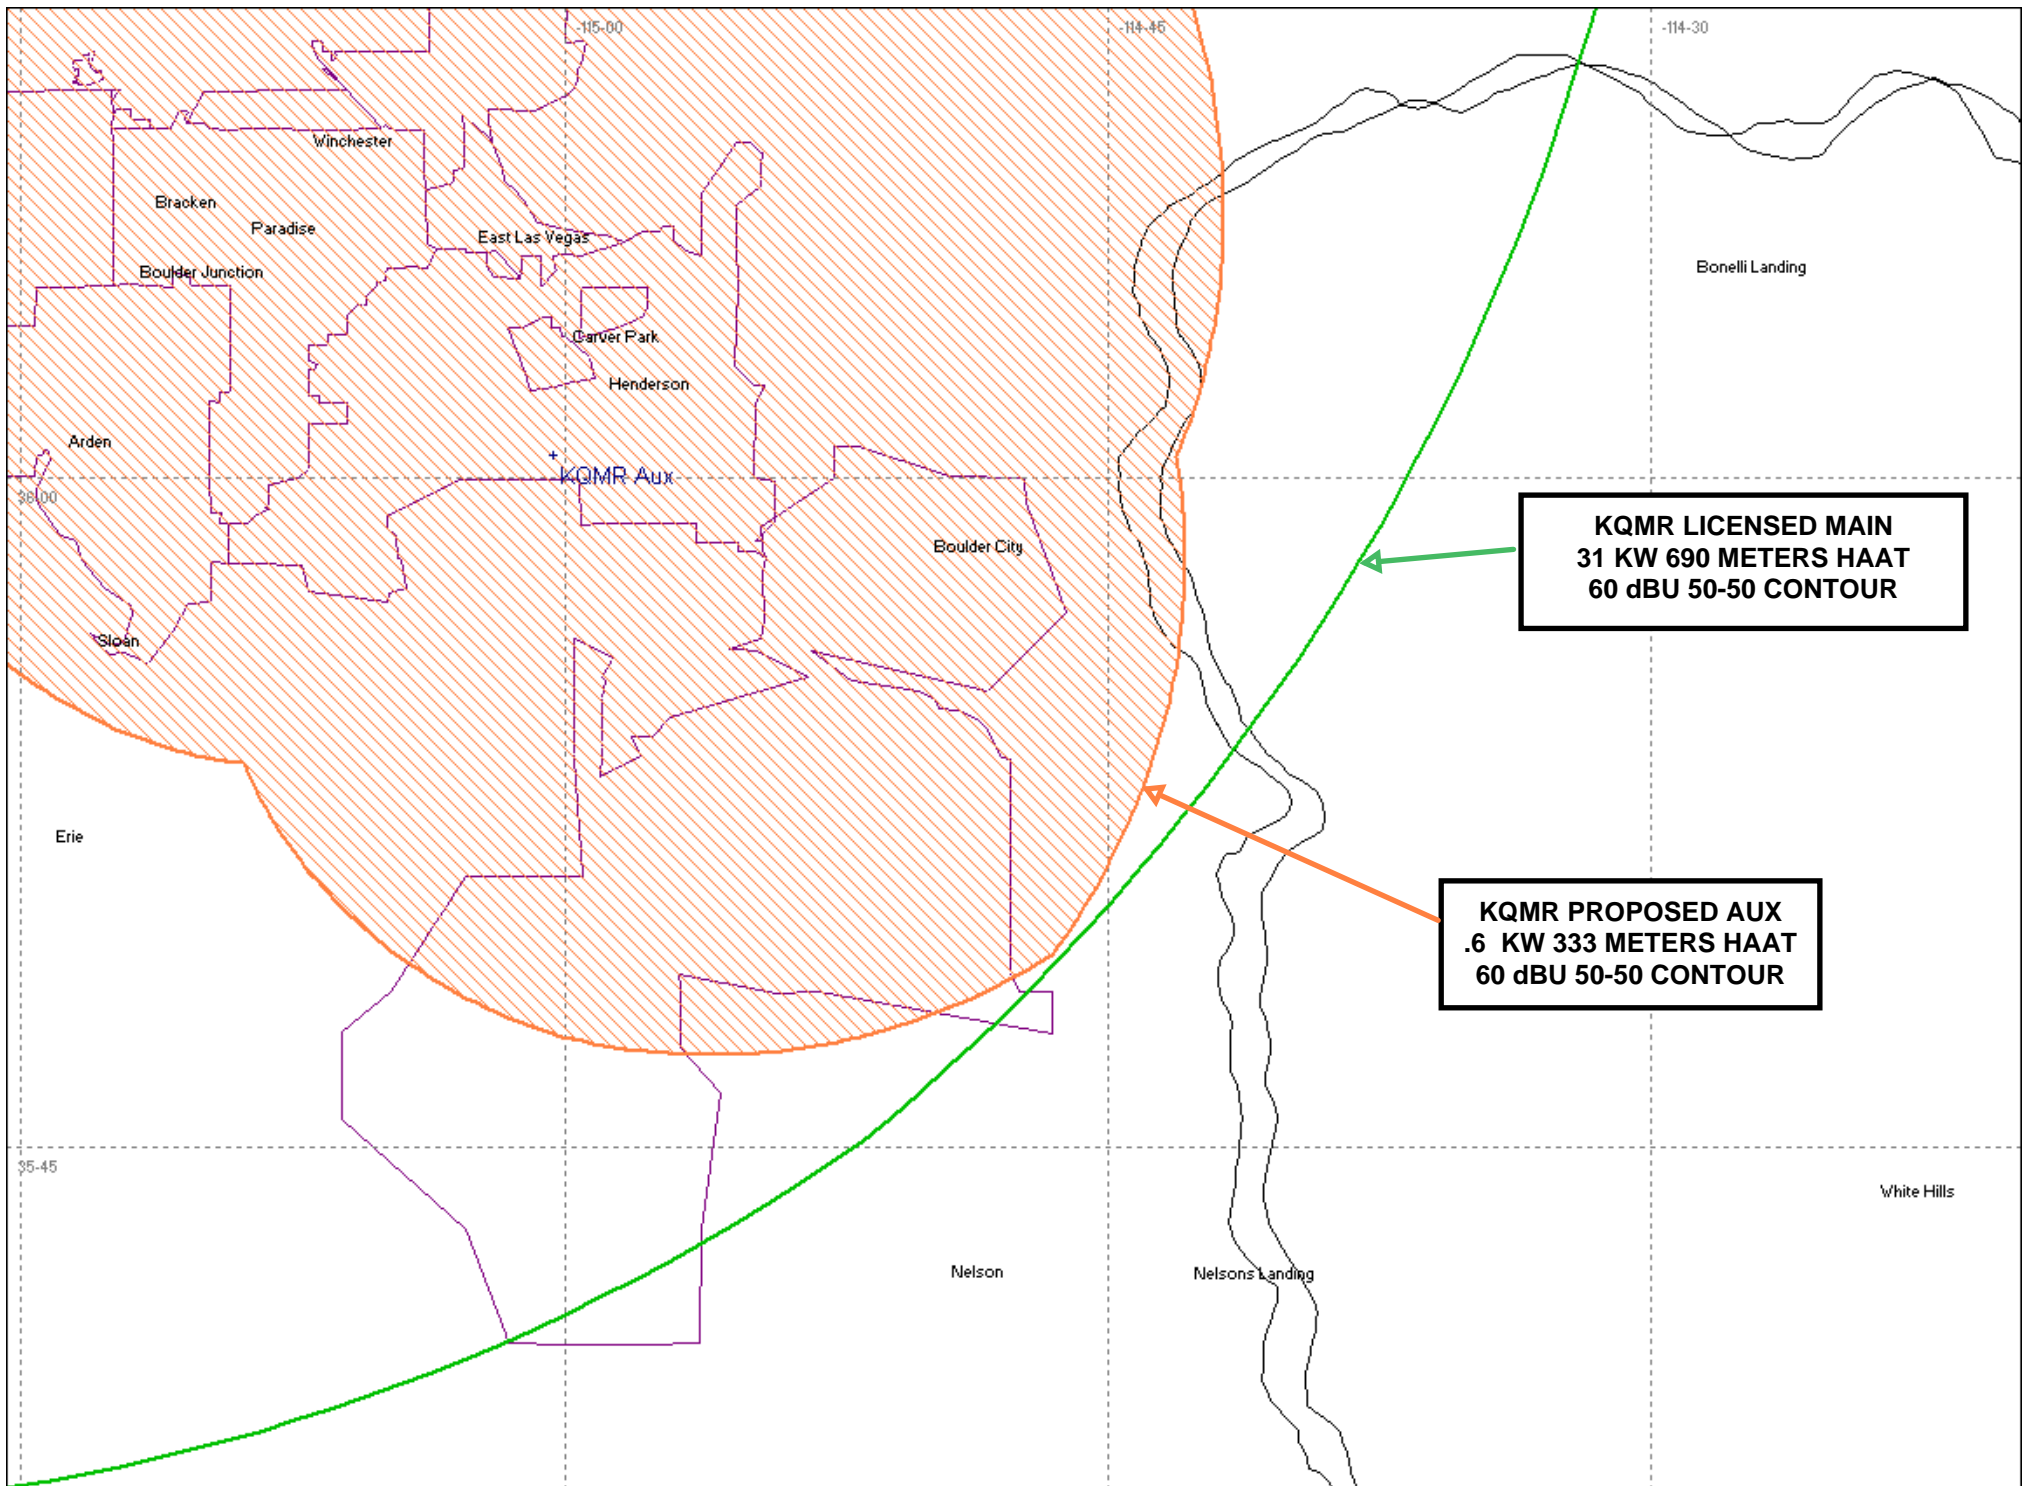 -115-00
-114-45
-114-30
Winchester
Bracken
Paradise
East Las Vegas
Boulder Junction
Bonelli Landing
Carver Park
Henderson
Arden
KQMR Aux
36-00
KQMR LICENSED MAIN
31 KW 690 METERS HAAT
60 dBU 50-50 CONTOUR
Boulder City
Sloan
Erie
KQMR PROPOSED AUX
.6 KW 333 METERS HAAT
60 dBU 50-50 CONTOUR
35-45
White Hills
Nelson
Nelsons Landing